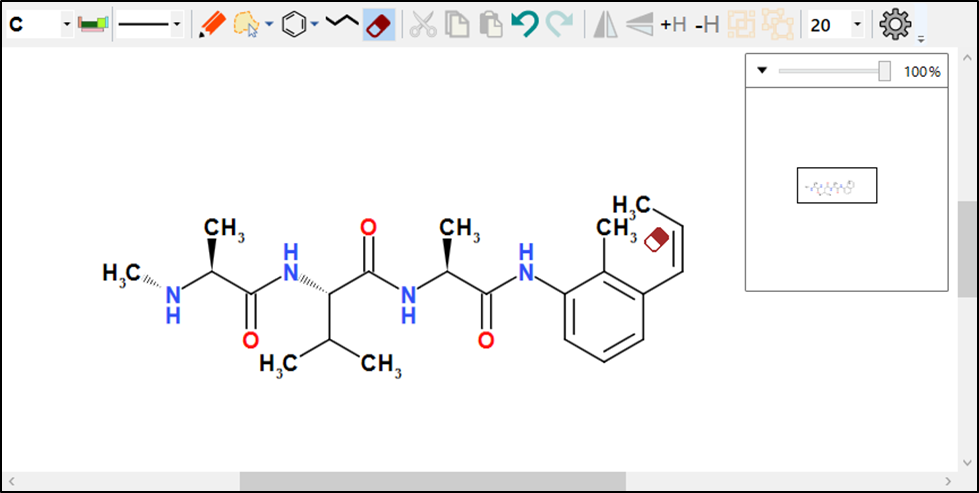 C
+H -H
20
100%
H₃C
CH₃
CH₃ O CH₃
H H
N N
H₃C
N
H
N
H
O O
H₃C CH₃